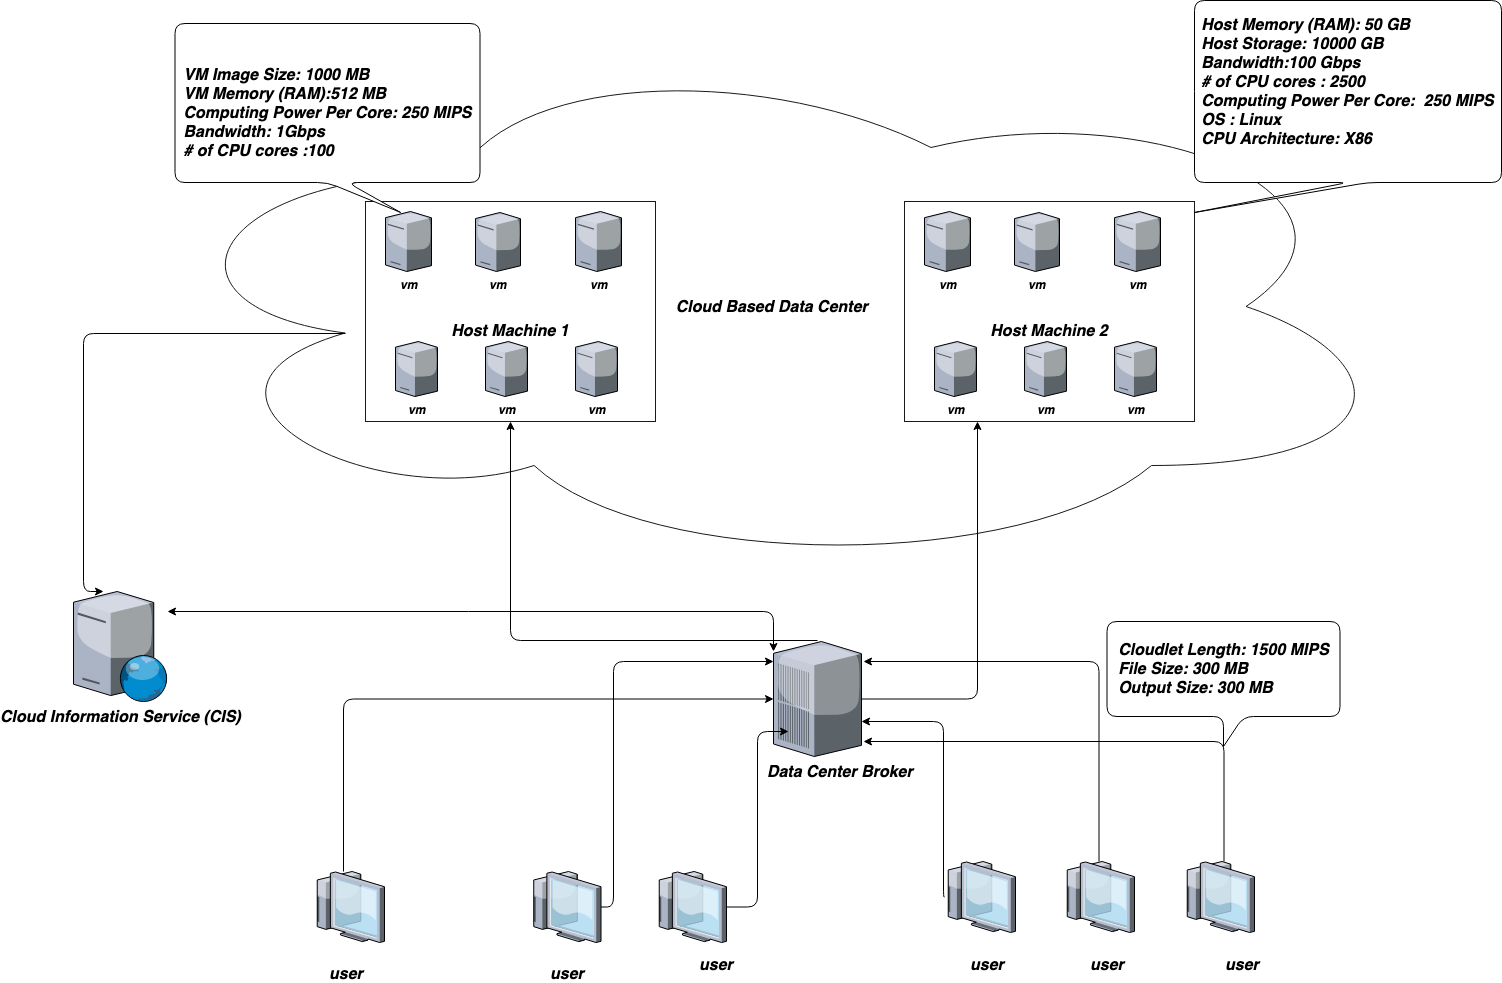 VM Image Size: 1000 MB
VM Memory (RAM):512 MB
Computing Power Per Core: 250 MIPS
Bandwidth: 1Gbps
# of CPU cores :100
Host Memory (RAM): 50 GB
Host Storage: 10000 GB
Bandwidth:100 Gbps
# of CPU cores : 2500
Computing Power Per Core:  250 MIPS
OS : Linux
CPU Architecture: X86
vm
vm
vm
Host Machine 1
vm
vm
vm
Cloud Based Data Center
vm
vm
vm
Host Machine 2
vm
vm
vm
Cloud Information Service (CIS)
Cloudlet Length: 1500 MIPS
File Size: 300 MB
Output Size: 300 MB
Data Center Broker
user
user
user
user
user
user